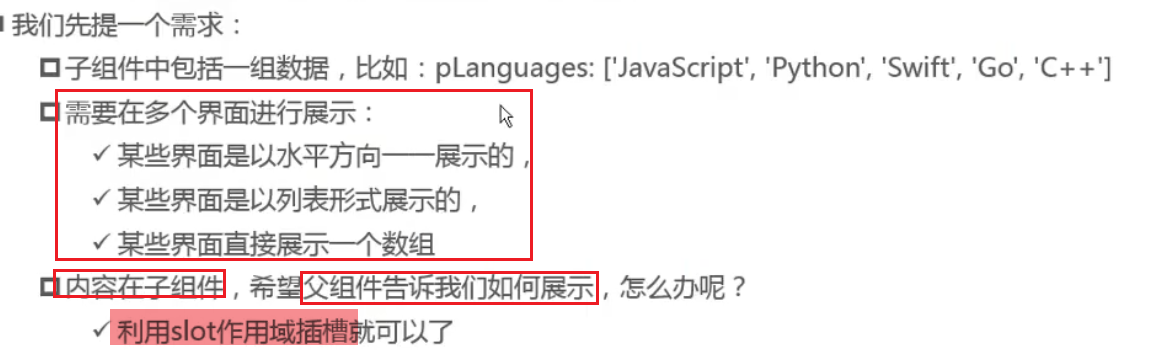 我们先提一个需求：
子组件中包括一组数据，比如：pLanguages: ['JavaScript', 'Python', 'Swift', 'Go', 'C++']
需要在多个界面进行展示：
某些界面是以水平方向一一展示的，
某些界面是以列表形式展示的，
某些界面直接展示一个数组
内容在子组件，希望父组件告诉我们如何展示，怎么办呢？
利用slot作用域插槽就可以了